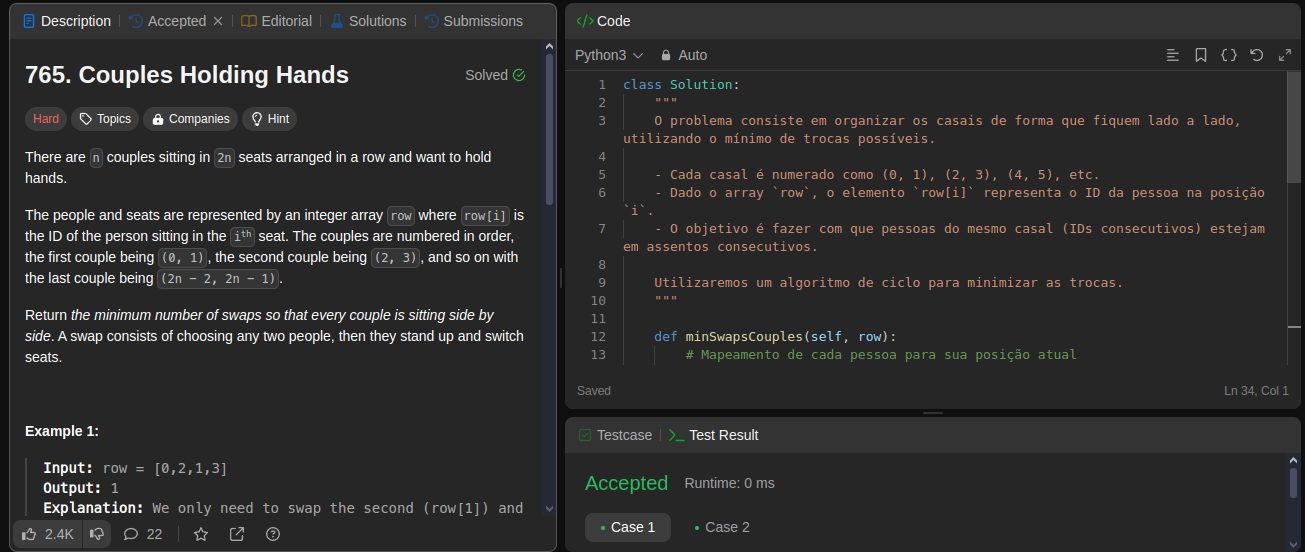 Description | Accepted × | Editorial | Solutions | Submissions
765. Couples Holding Hands
Solved
Hard Topics Companies Hint
There are n couples sitting in 2n seats arranged in a row and want to hold
hands.
The people and seats are represented by an integer array row where row[i] is
the ID of the person sitting in the ith seat. The couples are numbered in order,
the first couple being (0, 1), the second couple being (2, 3), and so on with
the last couple being (2n - 2, 2n - 1).
Return the minimum number of swaps so that every couple is sitting side by
side. A swap consists of choosing any two people, then they stand up and switch
seats.
Example 1:
Input: row = [0,2,1,3]
Output: 1
Explanation: We only need to swap the second (row[1]) and
2.4K 22
</> Code
Python3 Auto
1 class Solution:
2 """
3 O problema consiste em organizar os casais de forma que fiquem lado a lado,
utilizando o mínimo de trocas possíveis.
4
5 - Cada casal é numerado como (0, 1), (2, 3), (4, 5), etc.
6 - Dado o array `row`, o elemento `row[i]` representa o ID da pessoa na posição
`i`.
7 - O objetivo é fazer com que pessoas do mesmo casal (IDs consecutivos) estejam
em assentos consecutivos.
8
9 Utilizaremos um algoritmo de ciclo para minimizar as trocas.
10 """
11
12 def minSwapsCouples(self, row):
13 # Mapeamento de cada pessoa para sua posição atual
Saved Ln 34, Col 1
Testcase | >_ Test Result
Accepted Runtime: 0 ms
• Case 1 • Case 2